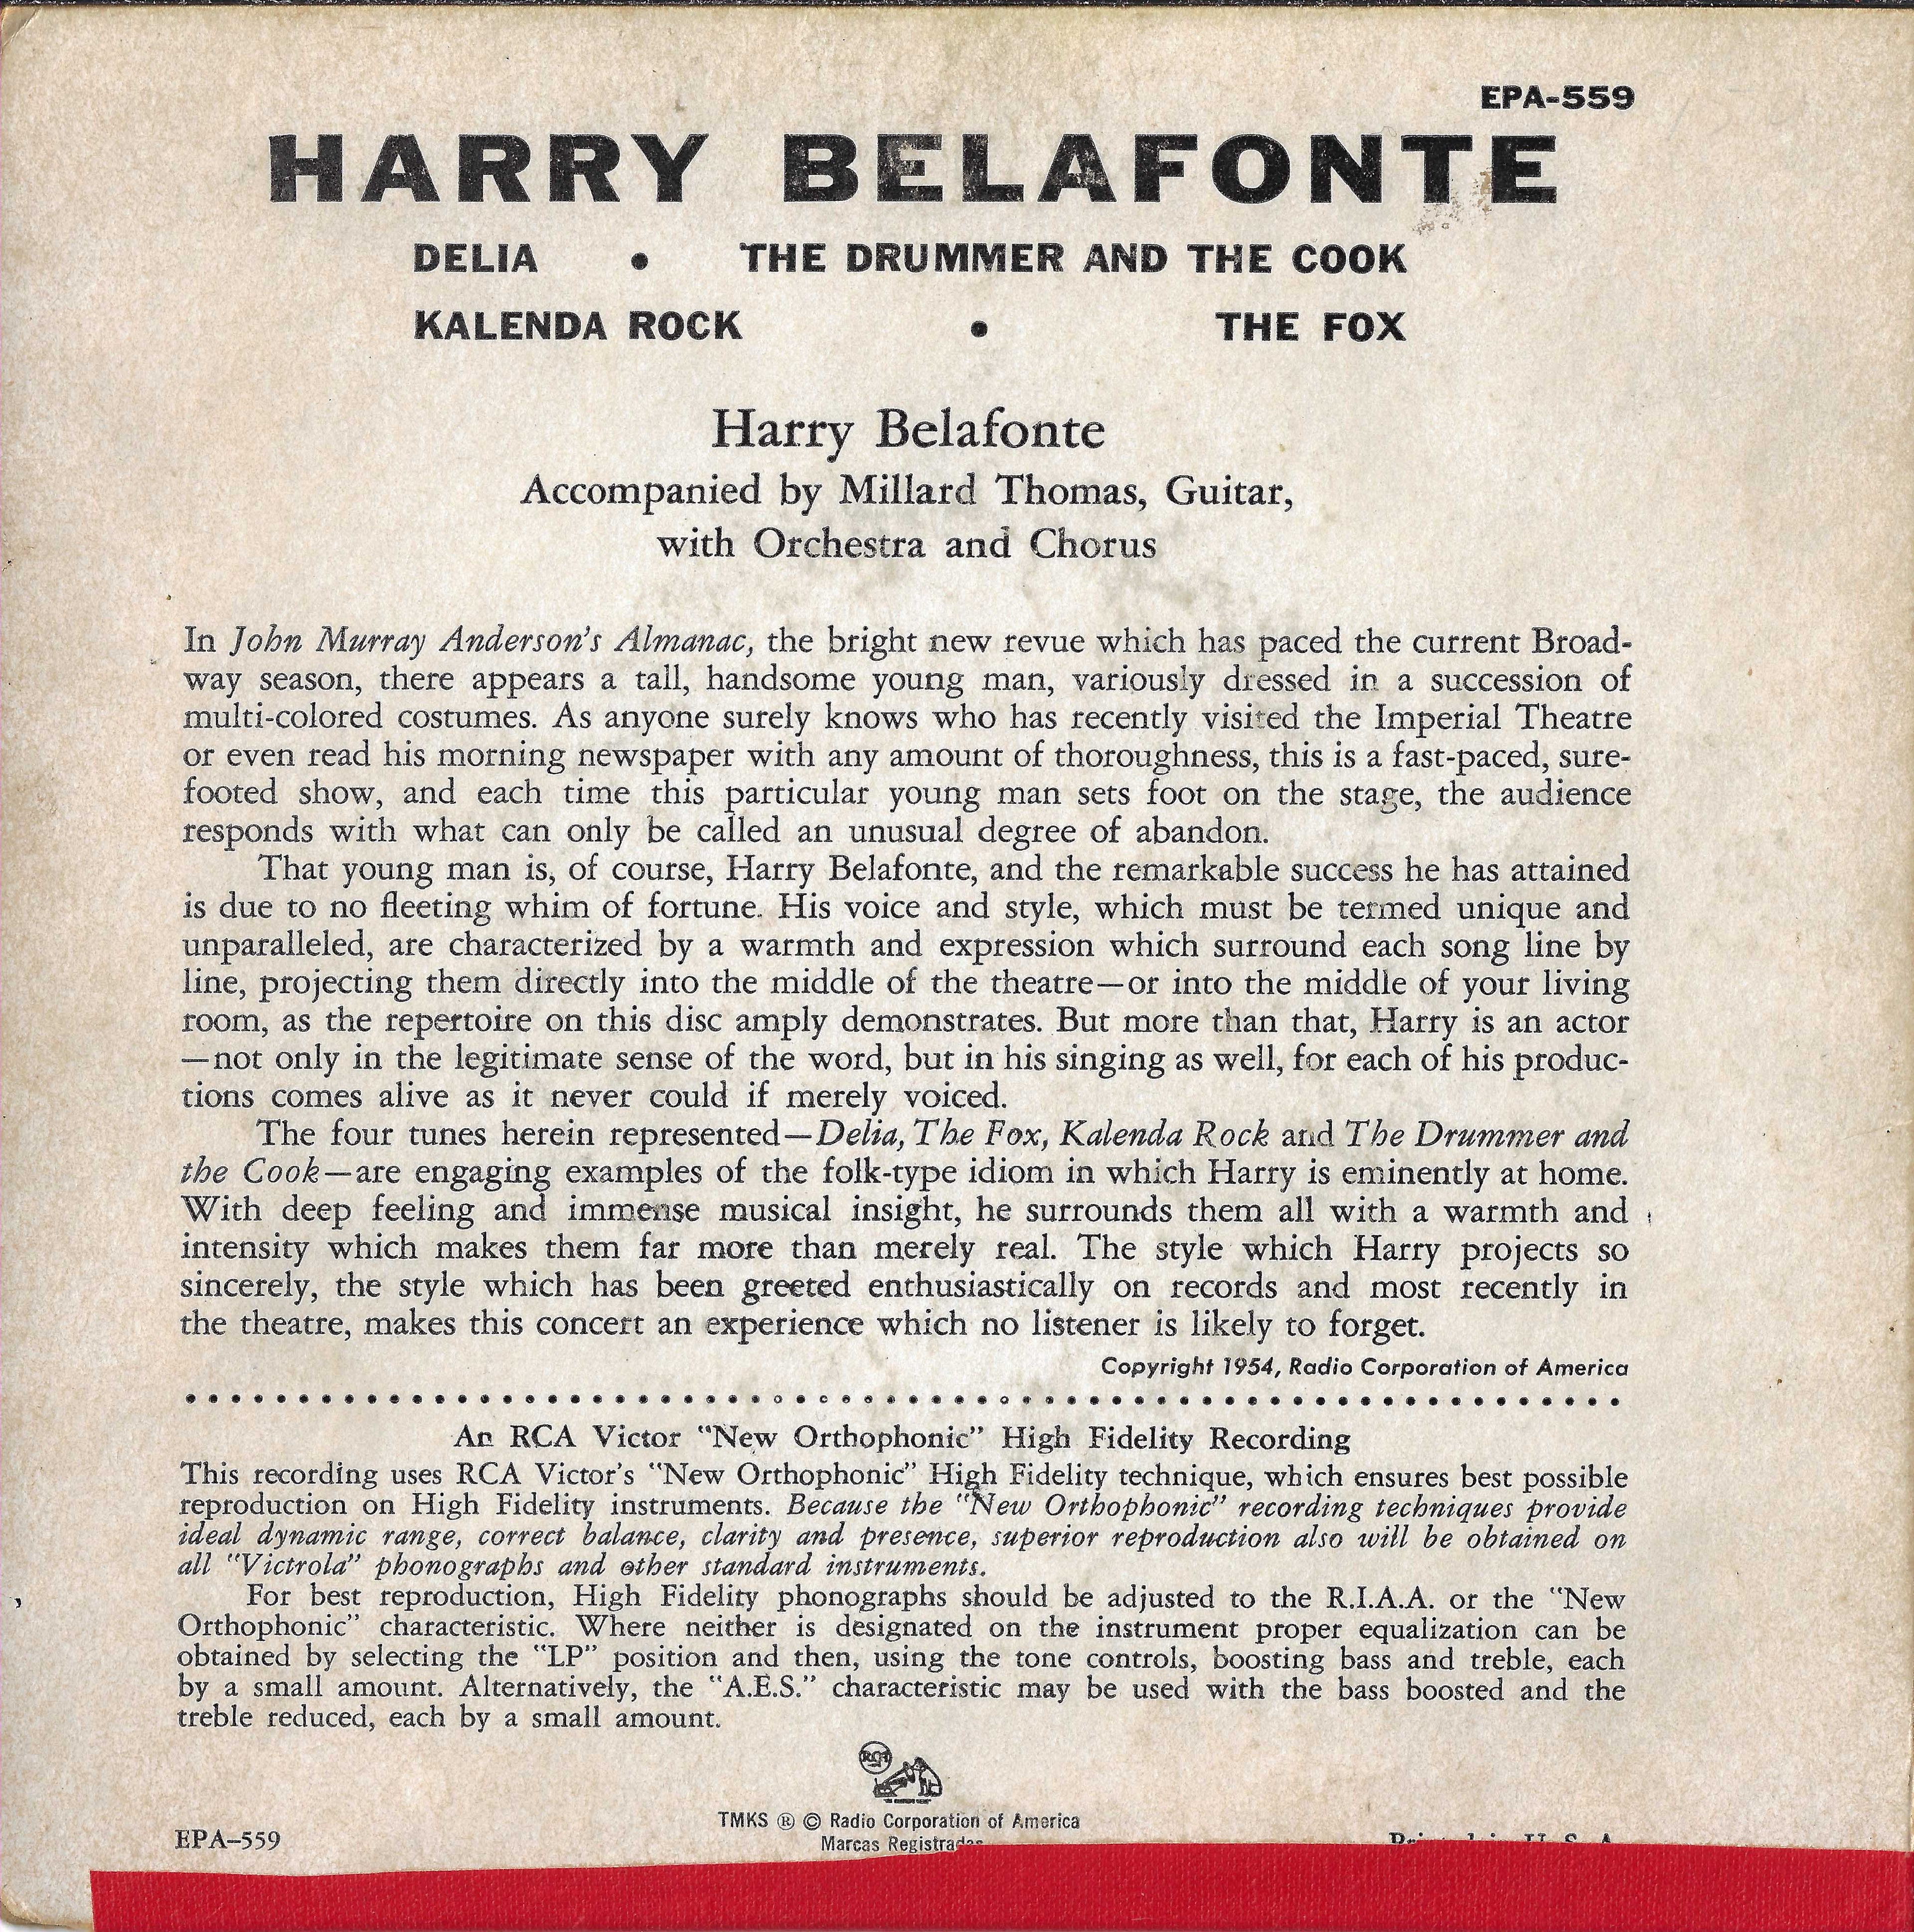 EPA-559
HARRY BELAFONTE
DELIA • THE DRUMMER AND THE COOK
KALENDA ROCK • THE FOX
Harry Belafonte
Accompanied by Millard Thomas, Guitar,
with Orchestra and Chorus
In John Murray Anderson's Almanac, the bright new revue which has paced the current Broad-
way season, there appears a tall, handsome young man, variously dressed in a succession of
multi-colored costumes. As anyone surely knows who has recently visited the Imperial Theatre
or even read his morning newspaper with any amount of thoroughness, this is a fast-paced, sure-
footed show, and each time this particular young man sets foot on the stage, the audience
responds with what can only be called an unusual degree of abandon.
That young man is, of course, Harry Belafonte, and the remarkable success he has attained
is due to no fleeting whim of fortune. His voice and style, which must be termed unique and
unparalleled, are characterized by a warmth and expression which surround each song line by
line, projecting them directly into the middle of the theatre—or into the middle of your living
room, as the repertoire on this disc amply demonstrates. But more than that, Harry is an actor
—not only in the legitimate sense of the word, but in his singing as well, for each of his produc-
tions comes alive as it never could if merely voiced.
The four tunes herein represented—Delia, The Fox, Kalenda Rock and The Drummer and
the Cook—are engaging examples of the folk-type idiom in which Harry is eminently at home.
With deep feeling and immense musical insight, he surrounds them all with a warmth and
intensity which makes them far more than merely real. The style which Harry projects so
sincerely, the style which has been greeted enthusiastically on records and most recently in
the theatre, makes this concert an experience which no listener is likely to forget.
Copyright 1954, Radio Corporation of America
An RCA Victor "New Orthophonic" High Fidelity Recording
This recording uses RCA Victor's "New Orthophonic" High Fidelity technique, which ensures best possible
reproduction on High Fidelity instruments. Because the "New Orthophonic" recording techniques provide
ideal dynamic range, correct balance, clarity and presence, superior reproduction also will be obtained on
all "Victrola" phonographs and other standard instruments.
For best reproduction, High Fidelity phonographs should be adjusted to the R.I.A.A. or the "New
Orthophonic" characteristic. Where neither is designated on the instrument proper equalization can be
obtained by selecting the "LP" position and then, using the tone controls, boosting bass and treble, each
by a small amount. Alternatively, the "A.E.S." characteristic may be used with the bass boosted and the
treble reduced, each by a small amount.
RCA
TMKS ® © Radio Corporation of America
Marcas Registradas
EPA–559